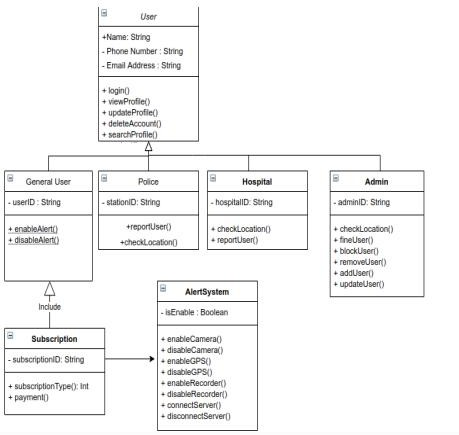 User
+Name: String
- Phone Number : String
- Email Address : String
+ login()
+ viewProfile()
+ updateProfile()
+ deleteAccount()
+ searchProfile()
General User
- userID : String
+ enableAlert()
+ disableAlert()
Police
- stationID: String
+reportUser()
+checkLocation()
Hospital
- hospitalID: String
+ checkLocation()
+ reportUser()
Admin
- adminID: String
+ checkLocation()
+ fineUser()
+ blockUser()
+ removeUser()
+ addUser()
+ updateUser()
Include
Subscription
- subscriptionID: String
+ subscriptionType(): Int
+ payment()
AlertSystem
- isEnable : Boolean
+ enableCamera()
+ disableCamera()
+ enableGPS()
+ disableGPS()
+ enableRecorder()
+ disableRecorder()
+ connectServer()
+ disconnectServer()